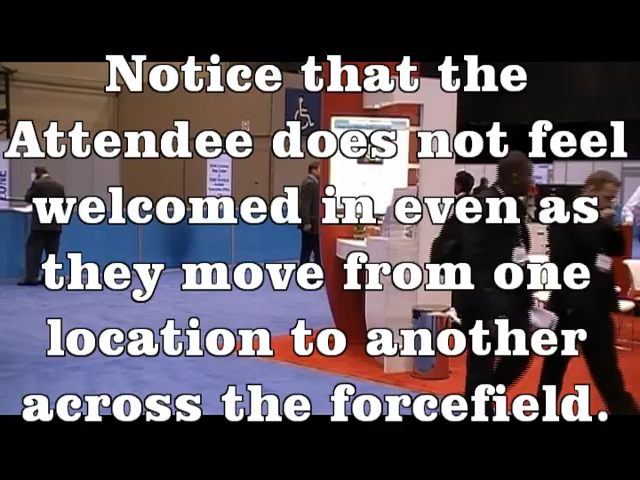 Notice that the
Attendee does not feel
welcomed in even as
they move from one
location to another
across the forcefield.
ZONE